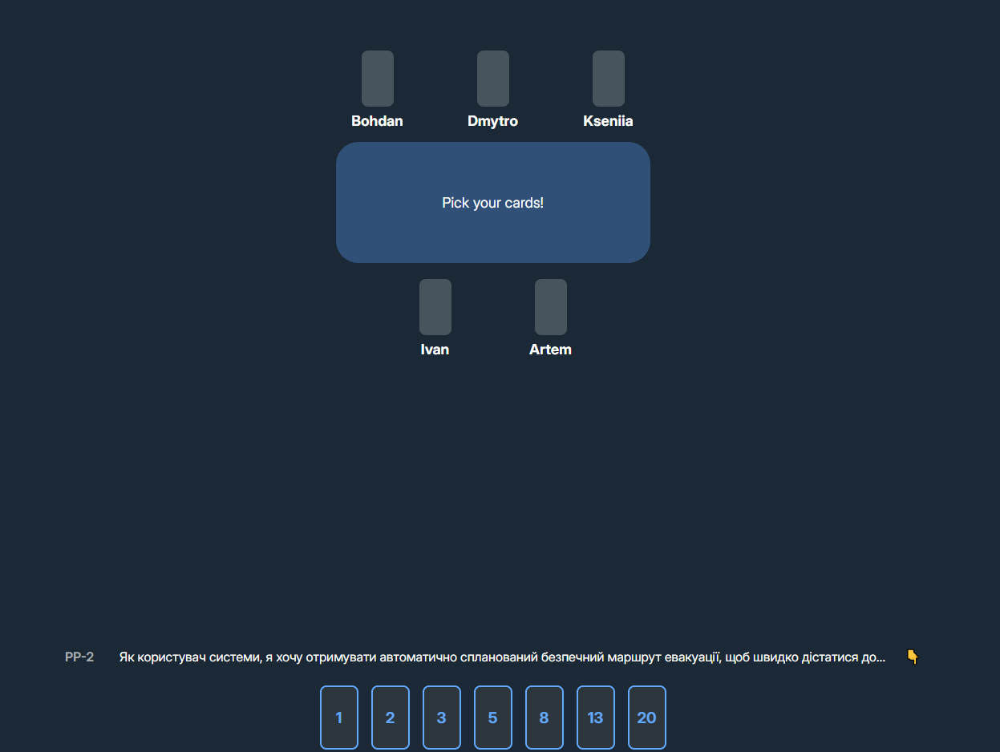 Bohdan Dmytro Kseniia
Pick your cards!
Ivan Artem
PP-2 Як користувач системи, я хочу отримувати автоматично спланований безпечний маршрут евакуації, щоб швидко дістатися до...
1 2 3 5 8 13 20